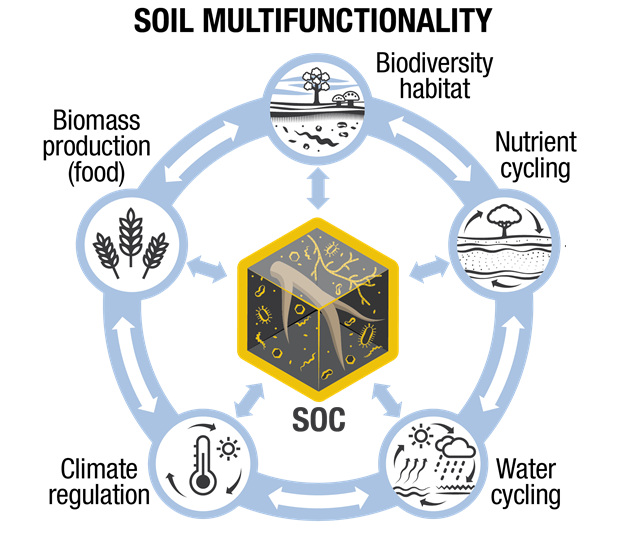 SOIL MULTIFUNCTIONALITY
Biodiversity
habitat
Biomass
production
(food)
Nutrient
cycling
SOC
Climate
regulation
Water
cycling